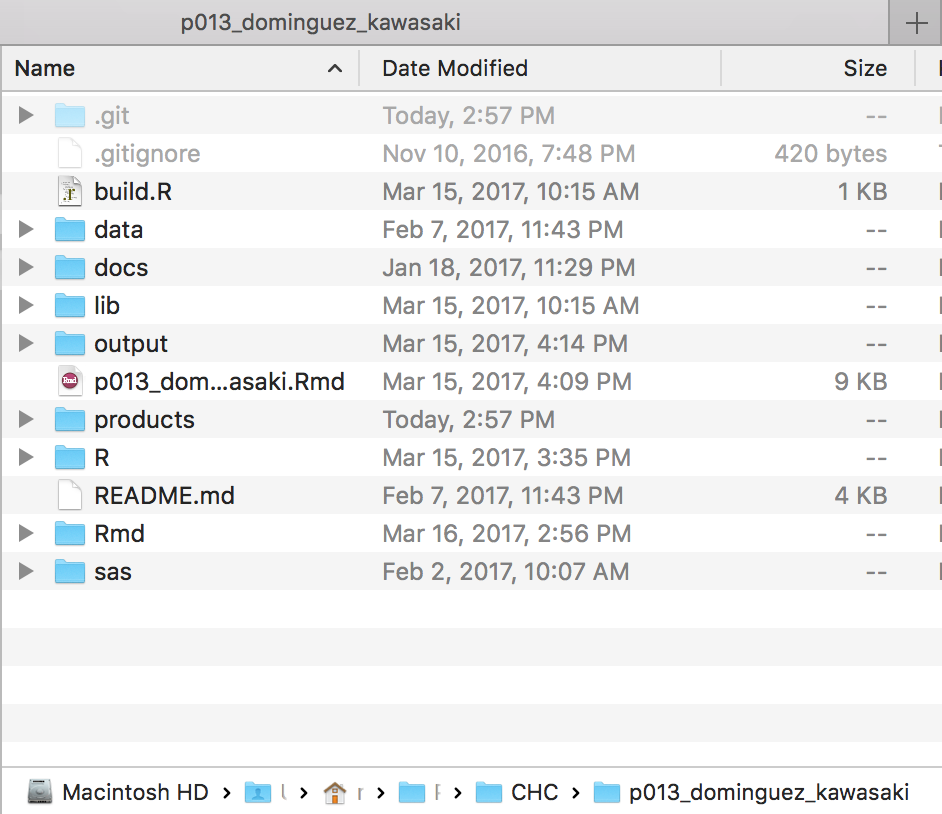 p013_dominguez_kawasaki
Name Date Modified Size
.git Today, 2:57 PM --
.gitignore Nov 10, 2016, 7:48 PM 420 bytes
build.R Mar 15, 2017, 10:15 AM 1 KB
data Feb 7, 2017, 11:43 PM --
docs Jan 18, 2017, 11:29 PM --
lib Mar 15, 2017, 10:15 AM --
output Mar 15, 2017, 4:14 PM --
p013_dom...asaki.Rmd Mar 15, 2017, 4:09 PM 9 KB
products Today, 2:57 PM --
R Mar 15, 2017, 3:35 PM --
README.md Feb 7, 2017, 11:43 PM 4 KB
Rmd Mar 16, 2017, 2:56 PM --
sas Feb 2, 2017, 10:07 AM --
Macintosh HD › › › › CHC › p013_dominguez_kawasaki